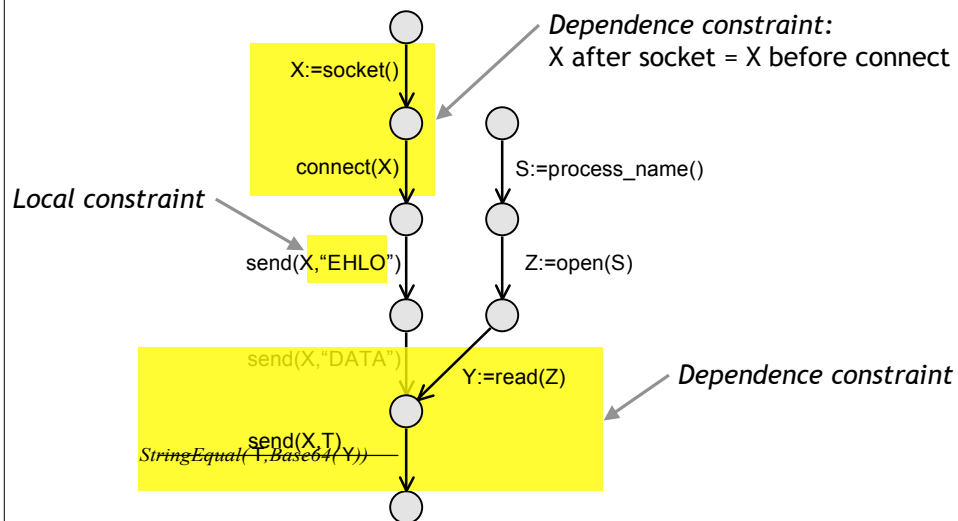 Dependence constraint:
X after socket = X before connect
X:=socket()
connect(X)
S:=process_name()
Local constraint
send(X,“EHLO”)
Z:=open(S)
send(X,“DATA”)
Y:=read(Z)
Dependence constraint
send(X,T)
StringEqual(T,Base64(Y))